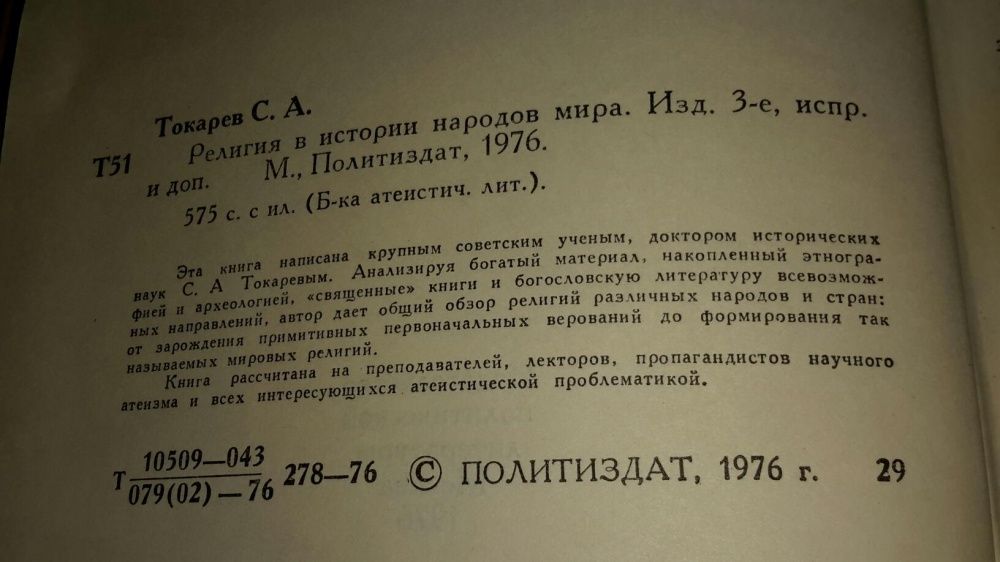 Токарев С. А.
Т51 Религия в истории народов мира. Изд. 3-е, испр.
и доп. М., Политиздат, 1976.
575 с. с ил. (Б-ка атеистич. лит.).
Эта книга написана крупным советским ученым, доктором исторических
наук С. А Токаревым. Анализируя богатый материал, накопленный этногра-
фией и археологией, «священные» книги и богословскую литературу всевозмож-
ных направлений, автор дает общий обзор религий различных народов и стран:
от зарождения примитивных первоначальных верований до формирования так
называемых мировых религий.
Книга рассчитана на преподавателей, лекторов, пропагандистов научного
атеизма и всех интересующихся атеистической проблематикой.
Т 10509—043
079(02)—76 278—76 © ПОЛИТИЗДАТ, 1976 г. 29